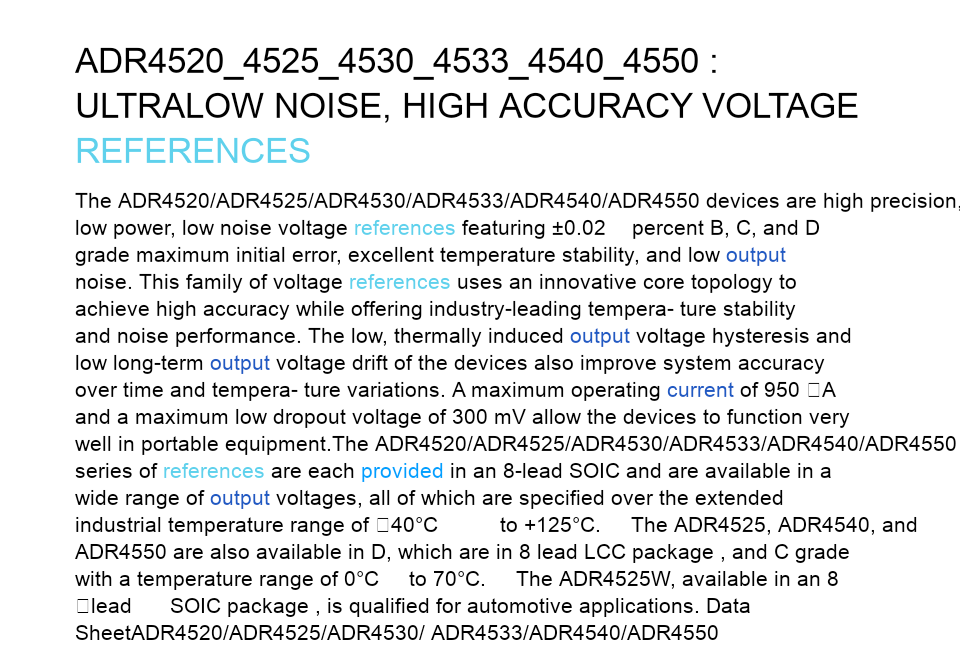 ADR4520_4525_4530_4533_4540_4550 :
ULTRALOW NOISE, HIGH ACCURACY VOLTAGE
REFERENCES
The ADR4520/ADR4525/ADR4530/ADR4533/ADR4540/ADR4550 devices are high precision,
low power, low noise voltage references featuring ±0.02 percent B, C, and D
grade maximum initial error, excellent temperature stability, and low output
noise. This family of voltage references uses an innovative core topology to
achieve high accuracy while offering industry-leading tempera- ture stability
and noise performance. The low, thermally induced output voltage hysteresis and
low long-term output voltage drift of the devices also improve system accuracy
over time and tempera- ture variations. A maximum operating current of 950 □A
and a maximum low dropout voltage of 300 mV allow the devices to function very
well in portable equipment.The ADR4520/ADR4525/ADR4530/ADR4533/ADR4540/ADR4550
series of references are each provided in an 8-lead SOIC and are available in a
wide range of output voltages, all of which are specified over the extended
industrial temperature range of □40°C to +125°C. The ADR4525, ADR4540, and
ADR4550 are also available in D, which are in 8 lead LCC package , and C grade
with a temperature range of 0°C to 70°C. The ADR4525W, available in an 8
□lead SOIC package , is qualified for automotive applications. Data
SheetADR4520/ADR4525/ADR4530/ ADR4533/ADR4540/ADR4550